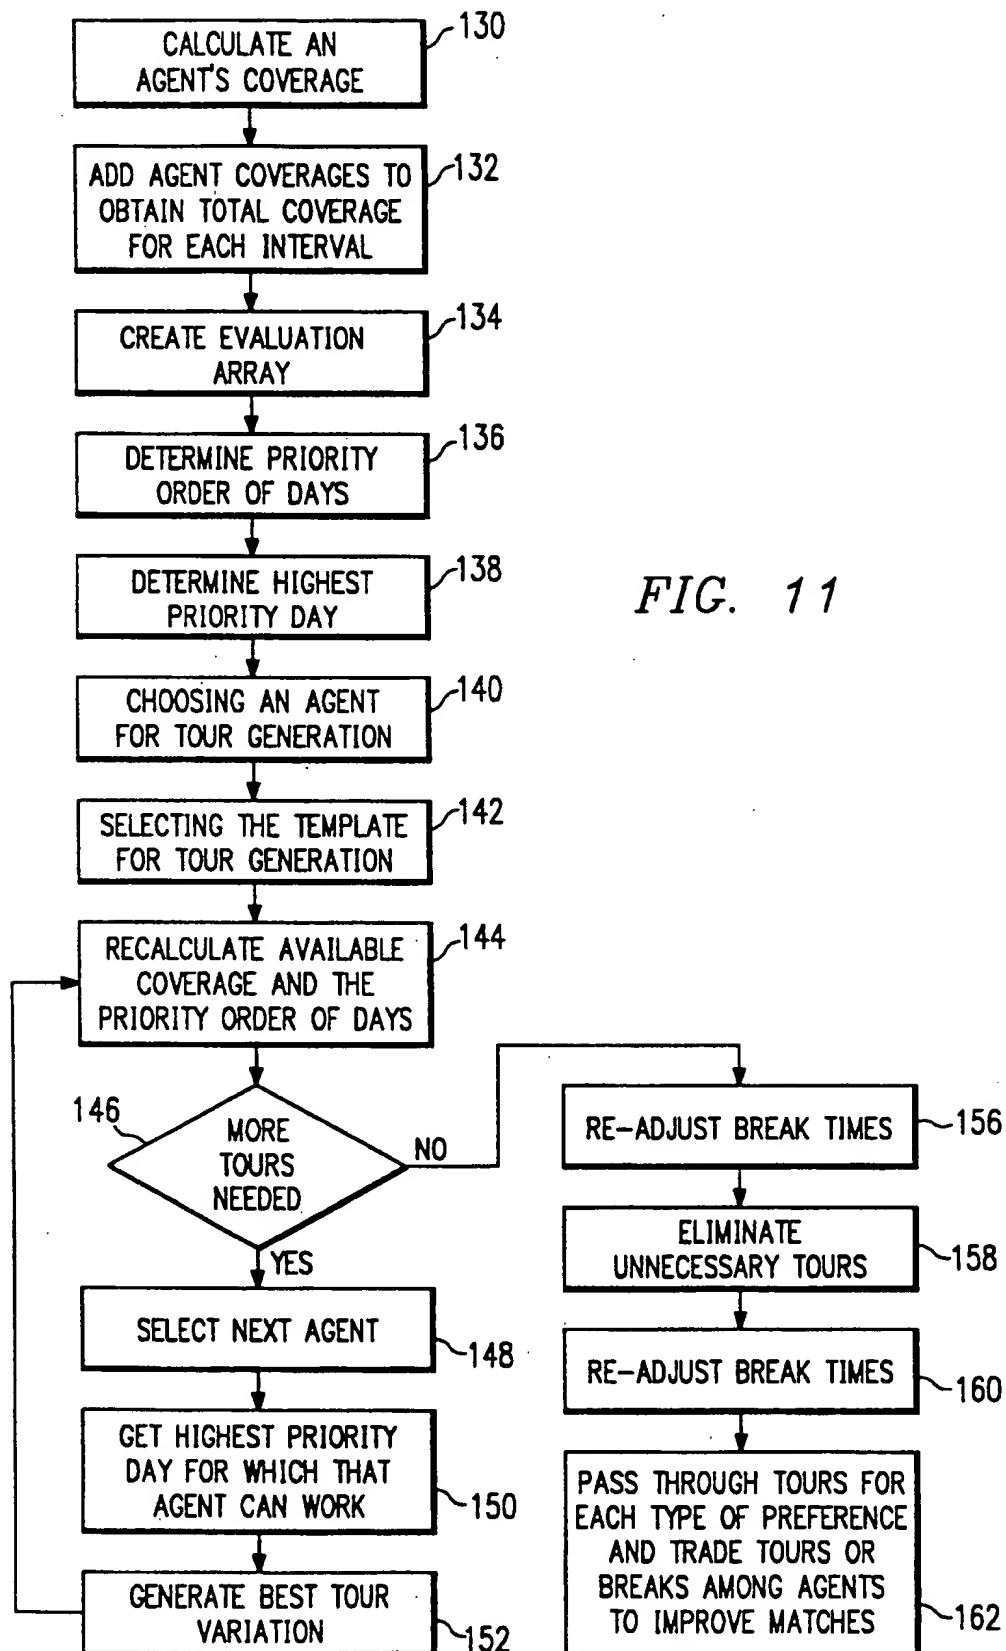 CALCULATE AN
AGENT'S COVERAGE
130
ADD AGENT COVERAGES TO
OBTAIN TOTAL COVERAGE
FOR EACH INTERVAL
132
CREATE EVALUATION
ARRAY
134
DETERMINE PRIORITY
ORDER OF DAYS
136
DETERMINE HIGHEST
PRIORITY DAY
138
FIG. 11
CHOOSING AN AGENT
FOR TOUR GENERATION
140
SELECTING THE TEMPLATE
FOR TOUR GENERATION
142
RECALCULATE AVAILABLE
COVERAGE AND THE
PRIORITY ORDER OF DAYS
144
146
MORE
TOURS
NEEDED
NO
YES
SELECT NEXT AGENT
148
GET HIGHEST PRIORITY
DAY FOR WHICH THAT
AGENT CAN WORK
150
GENERATE BEST TOUR
VARIATION
152
RE-ADJUST BREAK TIMES
156
ELIMINATE
UNNECESSARY TOURS
158
RE-ADJUST BREAK TIMES
160
PASS THROUGH TOURS FOR
EACH TYPE OF PREFERENCE
AND TRADE TOURS OR
BREAKS AMONG AGENTS
TO IMPROVE MATCHES
162